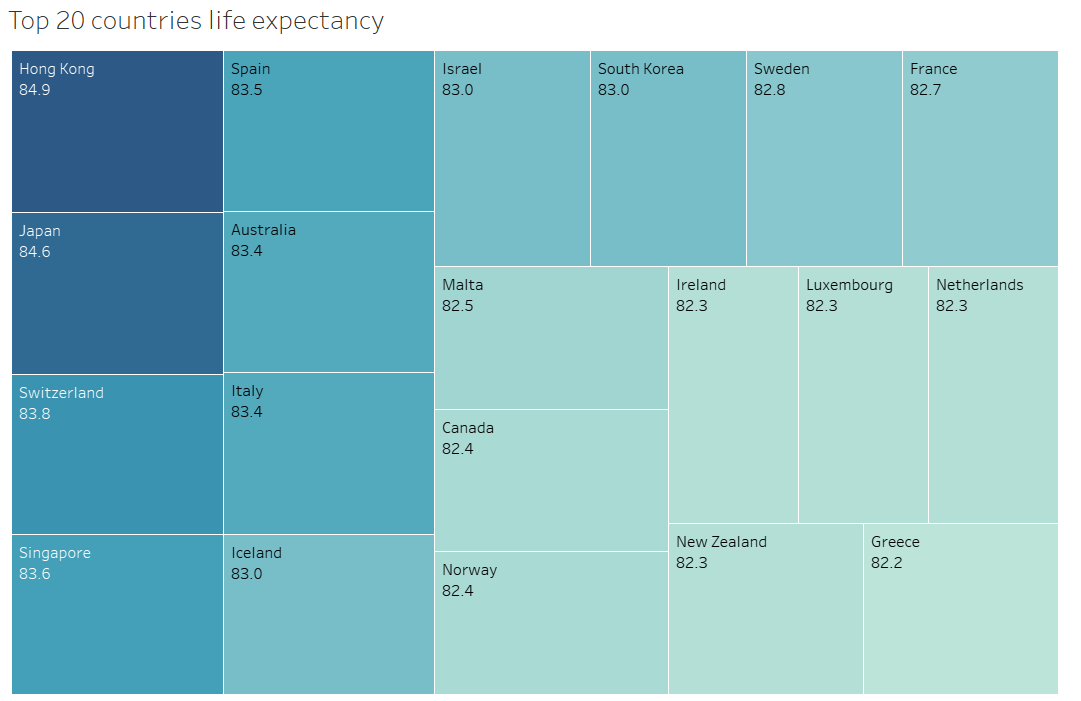 Top 20 countries life expectancy
Hong Kong
84.9
Japan
84.6
Switzerland
83.8
Singapore
83.6
Spain
83.5
Australia
83.4
Italy
83.4
Iceland
83.0
Israel
83.0
South Korea
83.0
Sweden
82.8
France
82.7
Malta
82.5
Canada
82.4
Norway
82.4
Ireland
82.3
Luxembourg
82.3
Netherlands
82.3
New Zealand
82.3
Greece
82.2